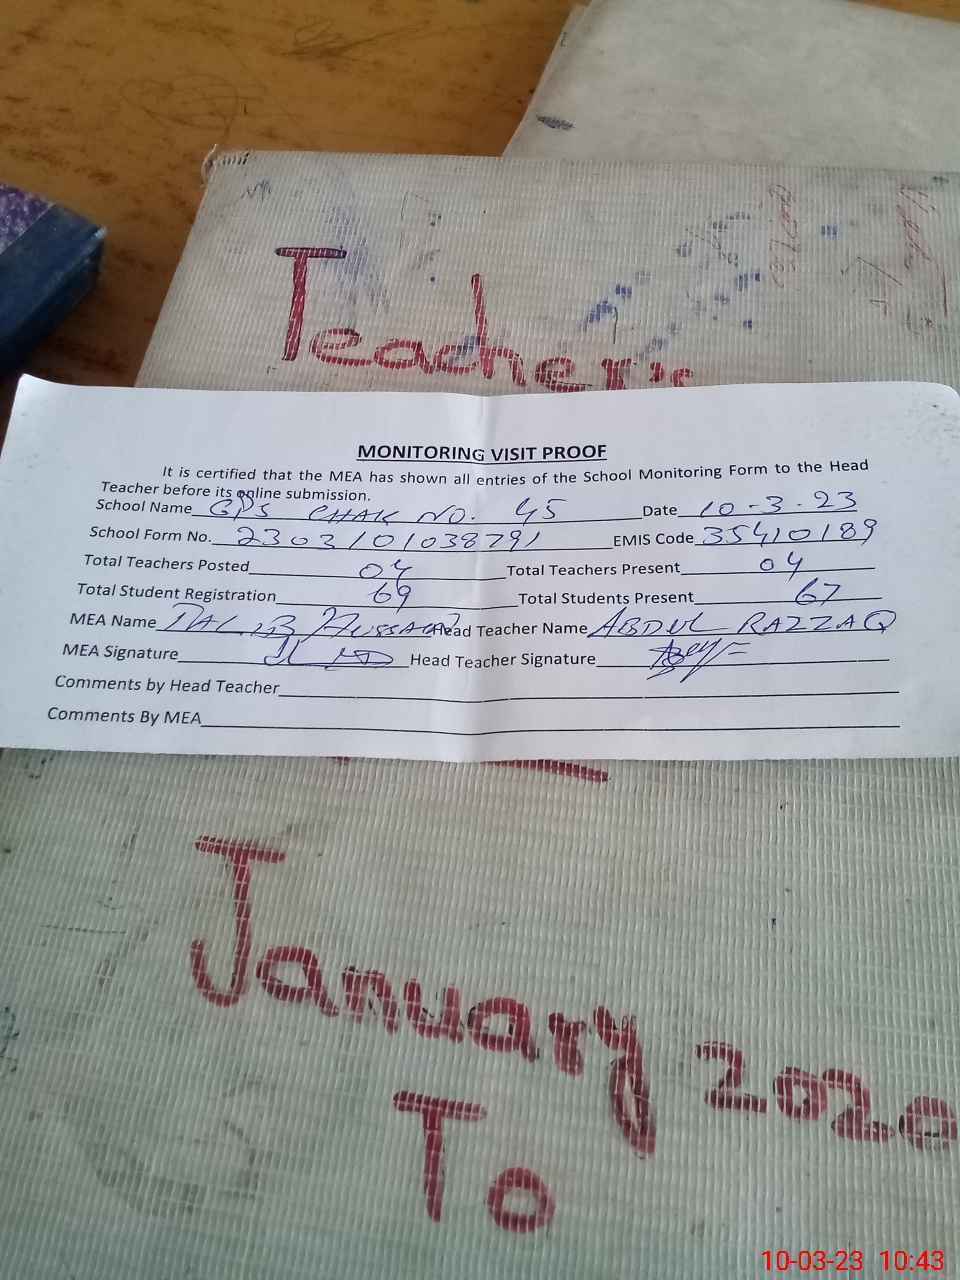 Teacher's
MONITORING VISIT PROOF
It is certified that the MEA has shown all entries of the School Monitoring Form to the Head
Teacher before its online submission.
School Name GPS CHAK NO. 45 Date 10-3-23
School Form No. 2303101038791 EMIS Code 35410189
Total Teachers Posted 04 Total Teachers Present 04
Total Student Registration 69 Total Students Present 67
MEA Name Hussain Head Teacher Name ABDUL RAZZAQ
MEA Signature Head Teacher Signature
Comments by Head Teacher
Comments By MEA
January 2020
To
10-03-23 10:43